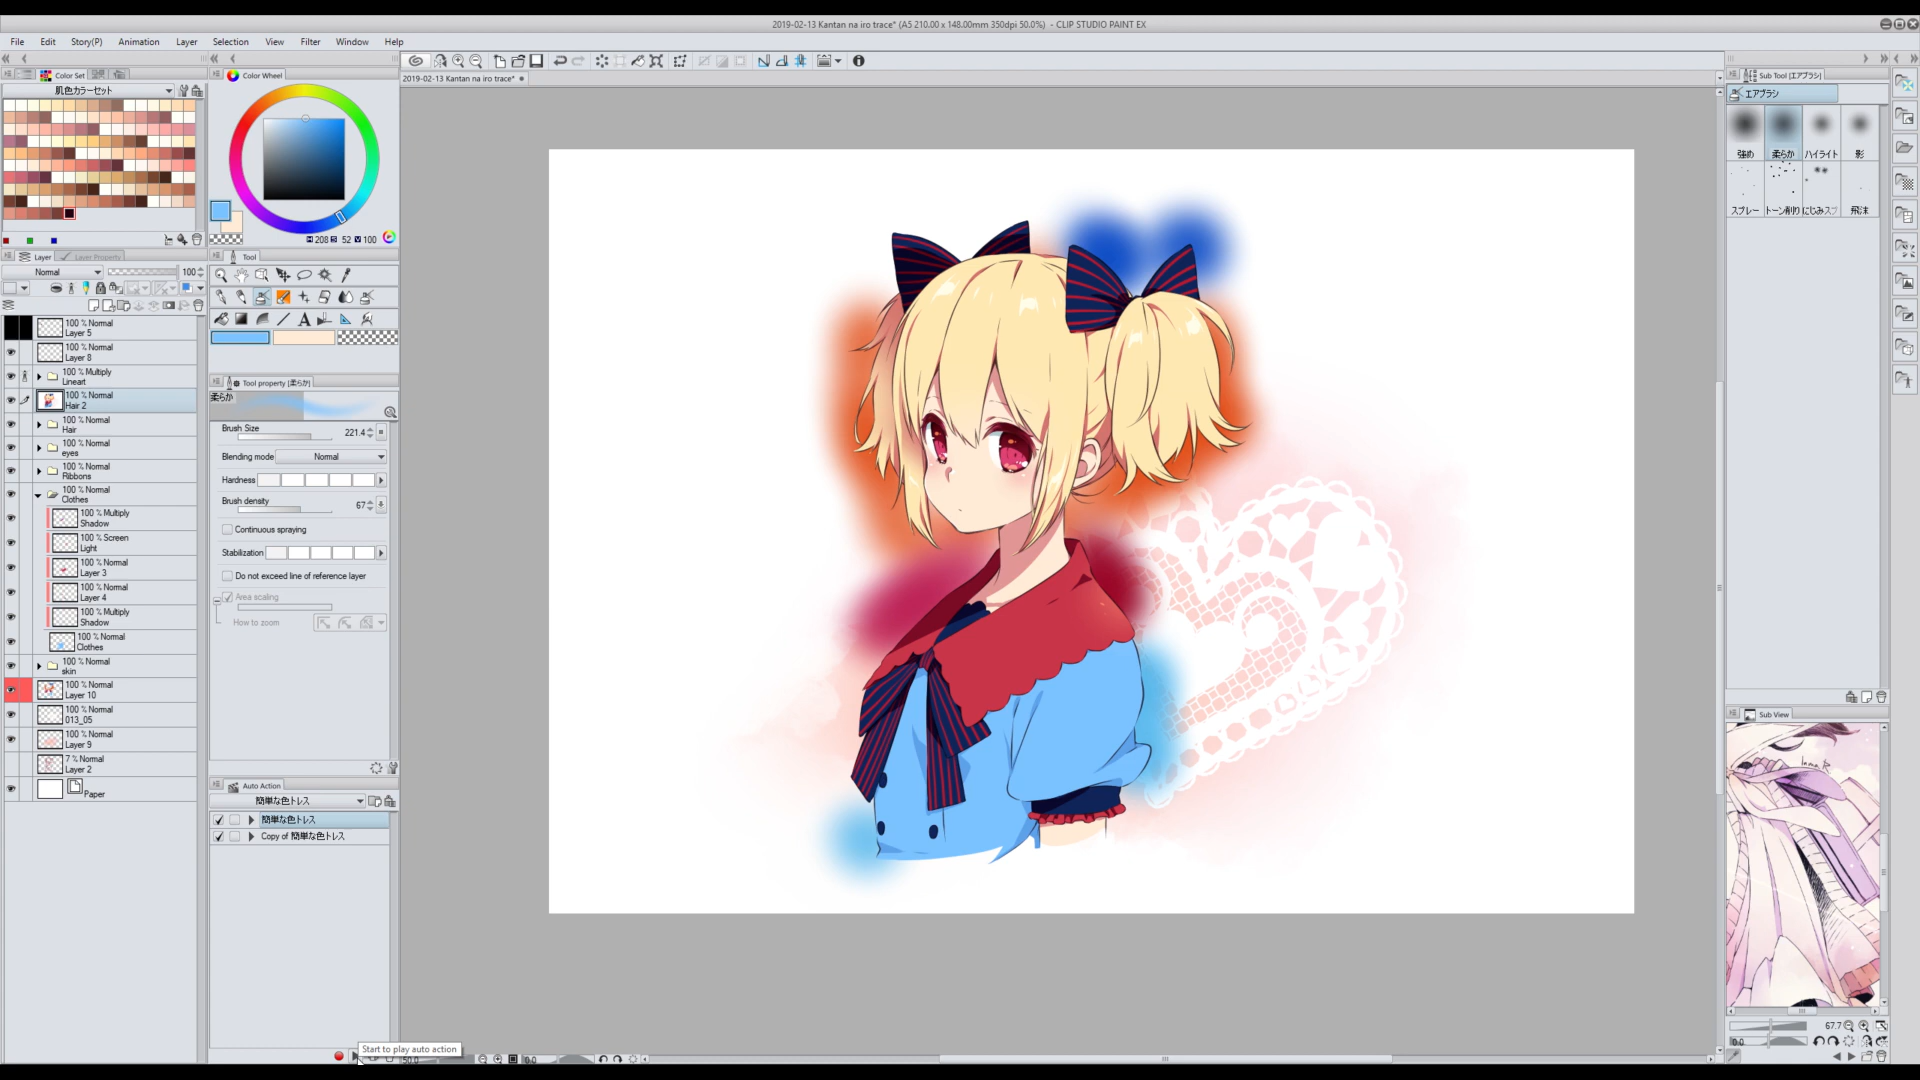 2019-02-13 Kantan na iro trace* (A5 210.00 x 148.00mm 350dpi 50.0%) - CLIP STUDIO PAINT EX
File Edit Story(P) Animation Layer Selection View Filter Window Help
Color Set
肌色カラーセット
Color Wheel
H 208 S 52 V 100
2019-02-13 Kantan na iro trace*
Layer Layer Property
Normal 100
100 % Normal
Layer 5
100 % Normal
Layer 8
100 % Multiply
Lineart
100 % Normal
Hair 2
100 % Normal
Hair
100 % Normal
eyes
100 % Normal
Ribbons
100 % Normal
Clothes
100 % Multiply
Shadow
100 % Screen
Light
100 % Normal
Layer 3
100 % Normal
Layer 4
100 % Multiply
Shadow
100 % Normal
Clothes
100 % Normal
skin
100 % Normal
Layer 10
100 % Normal
013_05
100 % Normal
Layer 9
7 % Normal
Layer 2
Paper
Tool
Tool property [柔らか]
柔らか
Brush Size 221.4
Blending mode Normal
Hardness
Brush density 67
Continuous spraying
Stabilization
Do not exceed line of reference layer
Area scaling
How to zoom
Auto Action
簡単な色トレス
簡単な色トレス
Copy of 簡単な色トレス
Start to play auto action
50.0 0.0
Sub Tool [エアブラシ]
エアブラシ
強め 柔らか ハイライト 影
スプレー トーン削り にじみスプ 飛沫
Sub View
67.7
0.0